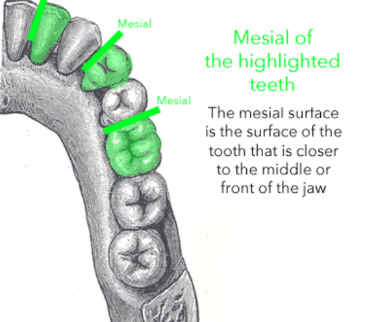 Mesial
Mesial
Mesial of
the highlighted
teeth
The mesial surface
is the surface of the
tooth that is closer
to the middle or
front of the jaw